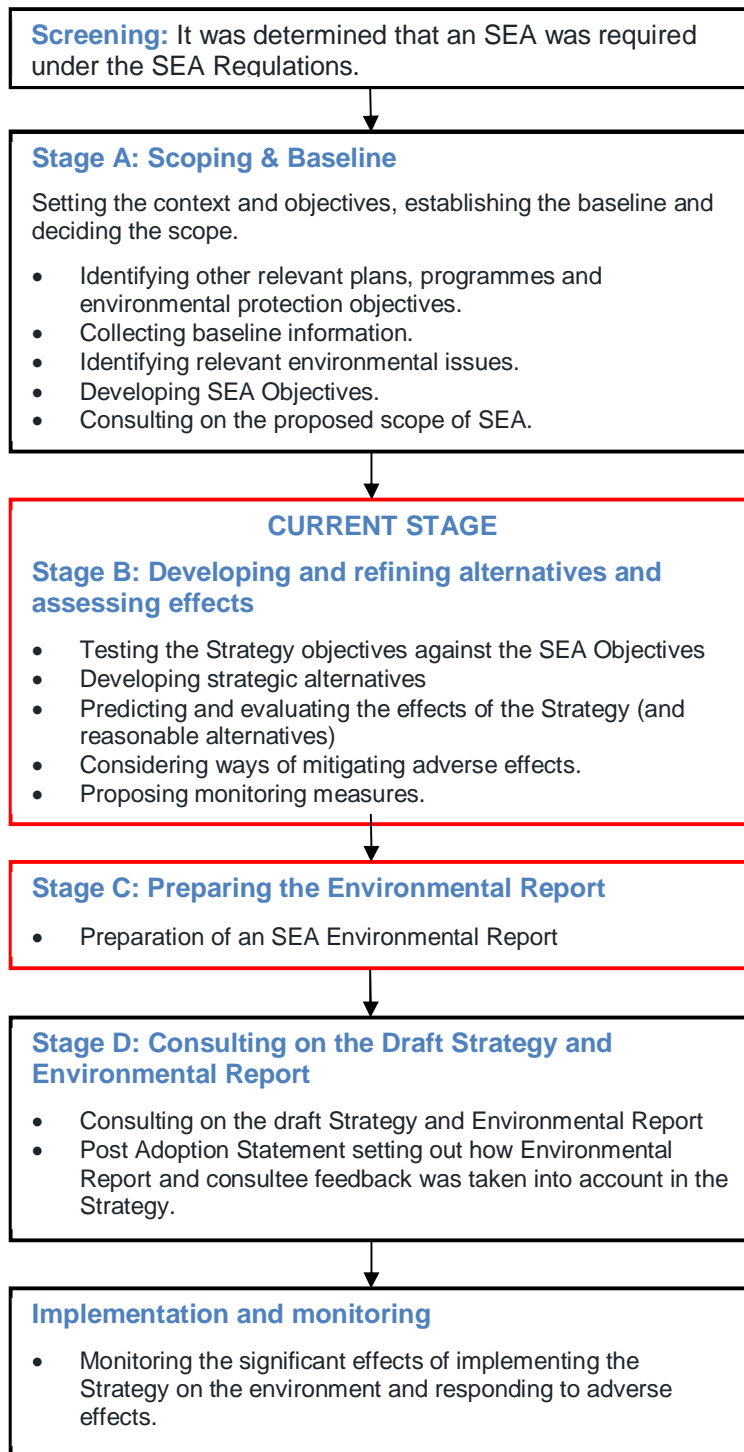 Screening: It was determined that an SEA was required
under the SEA Regulations.
Stage A: Scoping & Baseline
Setting the context and objectives, establishing the baseline and
deciding the scope.
• Identifying other relevant plans, programmes and
environmental protection objectives.
• Collecting baseline information.
• Identifying relevant environmental issues.
• Developing SEA Objectives.
• Consulting on the proposed scope of SEA.
CURRENT STAGE
Stage B: Developing and refining alternatives and
assessing effects
• Testing the Strategy objectives against the SEA Objectives
• Developing strategic alternatives
• Predicting and evaluating the effects of the Strategy (and
reasonable alternatives)
• Considering ways of mitigating adverse effects.
• Proposing monitoring measures.
Stage C: Preparing the Environmental Report
• Preparation of an SEA Environmental Report
Stage D: Consulting on the Draft Strategy and
Environmental Report
• Consulting on the draft Strategy and Environmental Report
• Post Adoption Statement setting out how Environmental
Report and consultee feedback was taken into account in the
Strategy.
Implementation and monitoring
• Monitoring the significant effects of implementing the
Strategy on the environment and responding to adverse
effects.